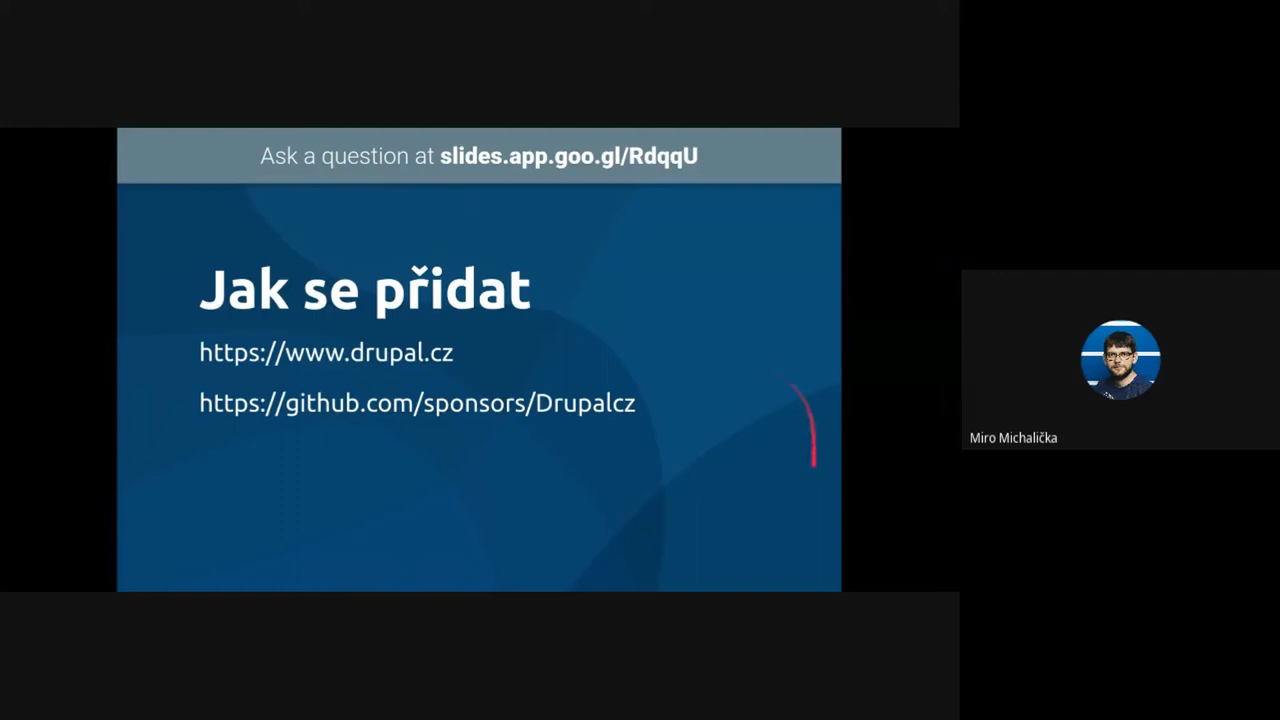 Ask a question at slides.app.goo.gl/RdqqU
Jak se přidat
https://www.drupal.cz
https://github.com/sponsors/Drupalcz
Miro Michalička